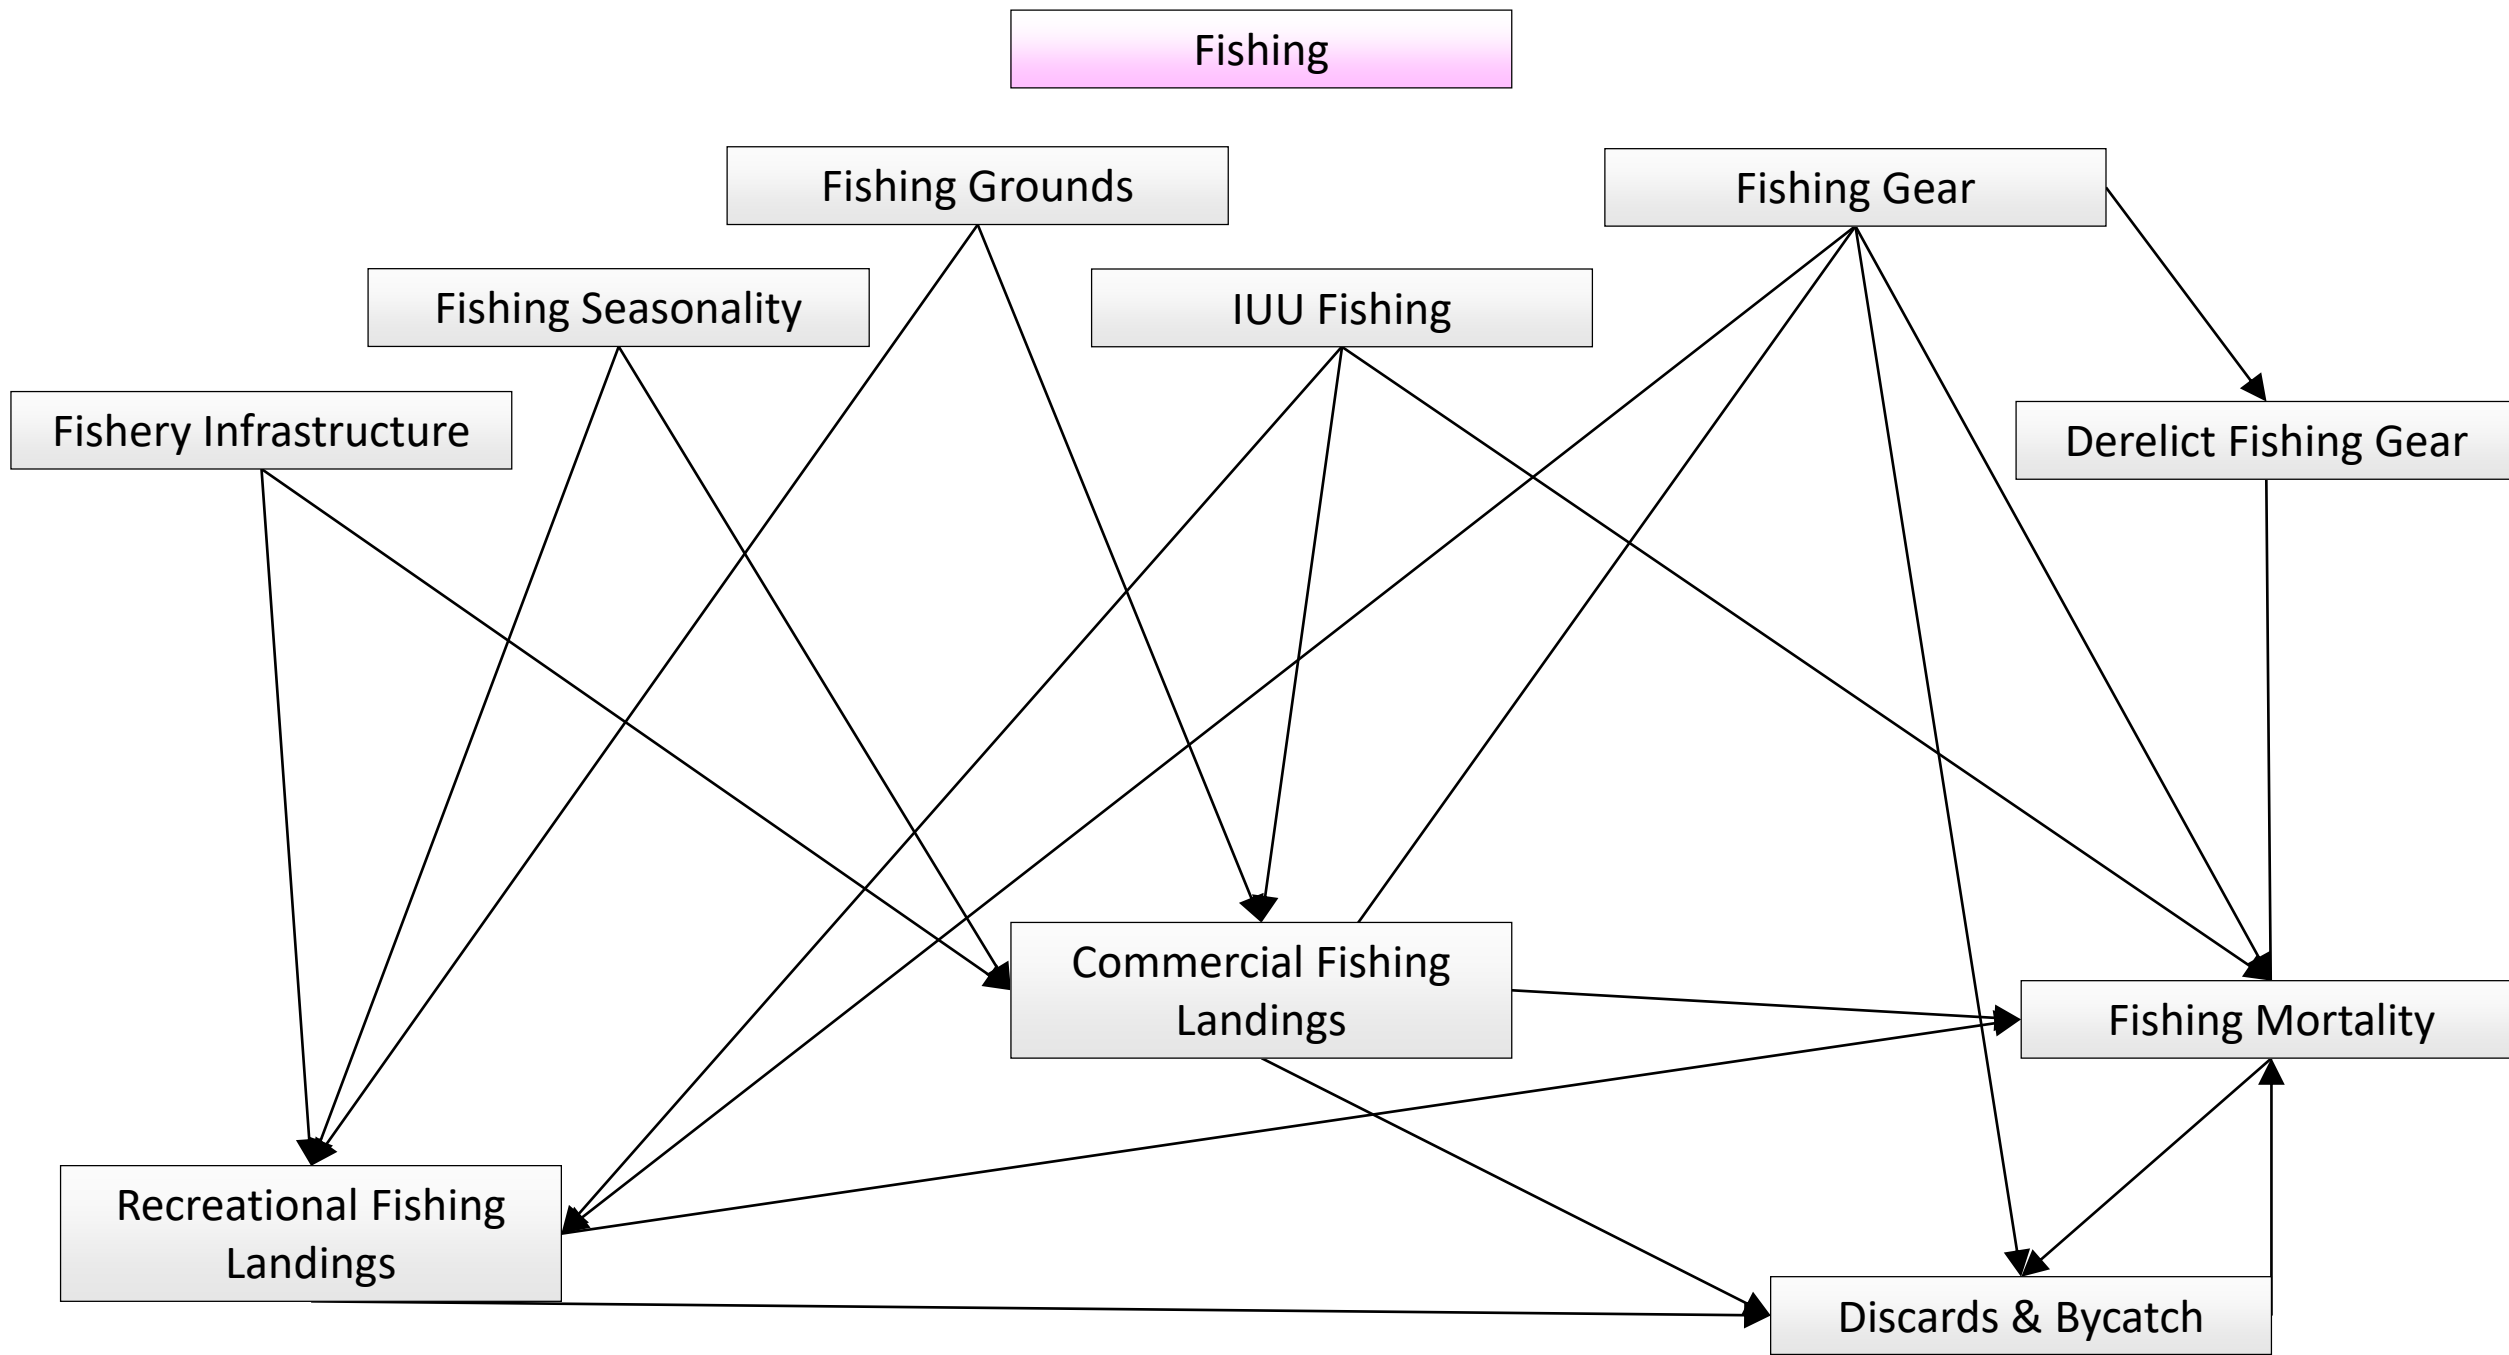 Fishing
Fishing Grounds
Fishing Gear
Fishing Seasonality
IUU Fishing
Fishery Infrastructure
Derelict Fishing Gear
Commercial Fishing
Landings
Fishing Mortality
Recreational Fishing
Landings
Discards & Bycatch